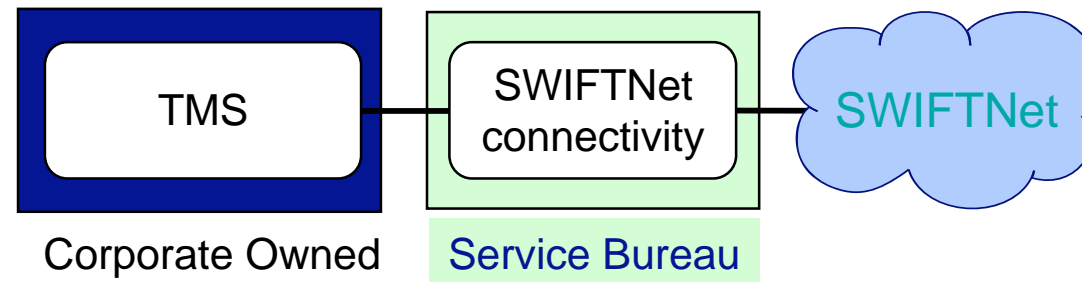 TMS
SWIFTNet
connectivity
SWIFTNet
Corporate Owned
Service Bureau